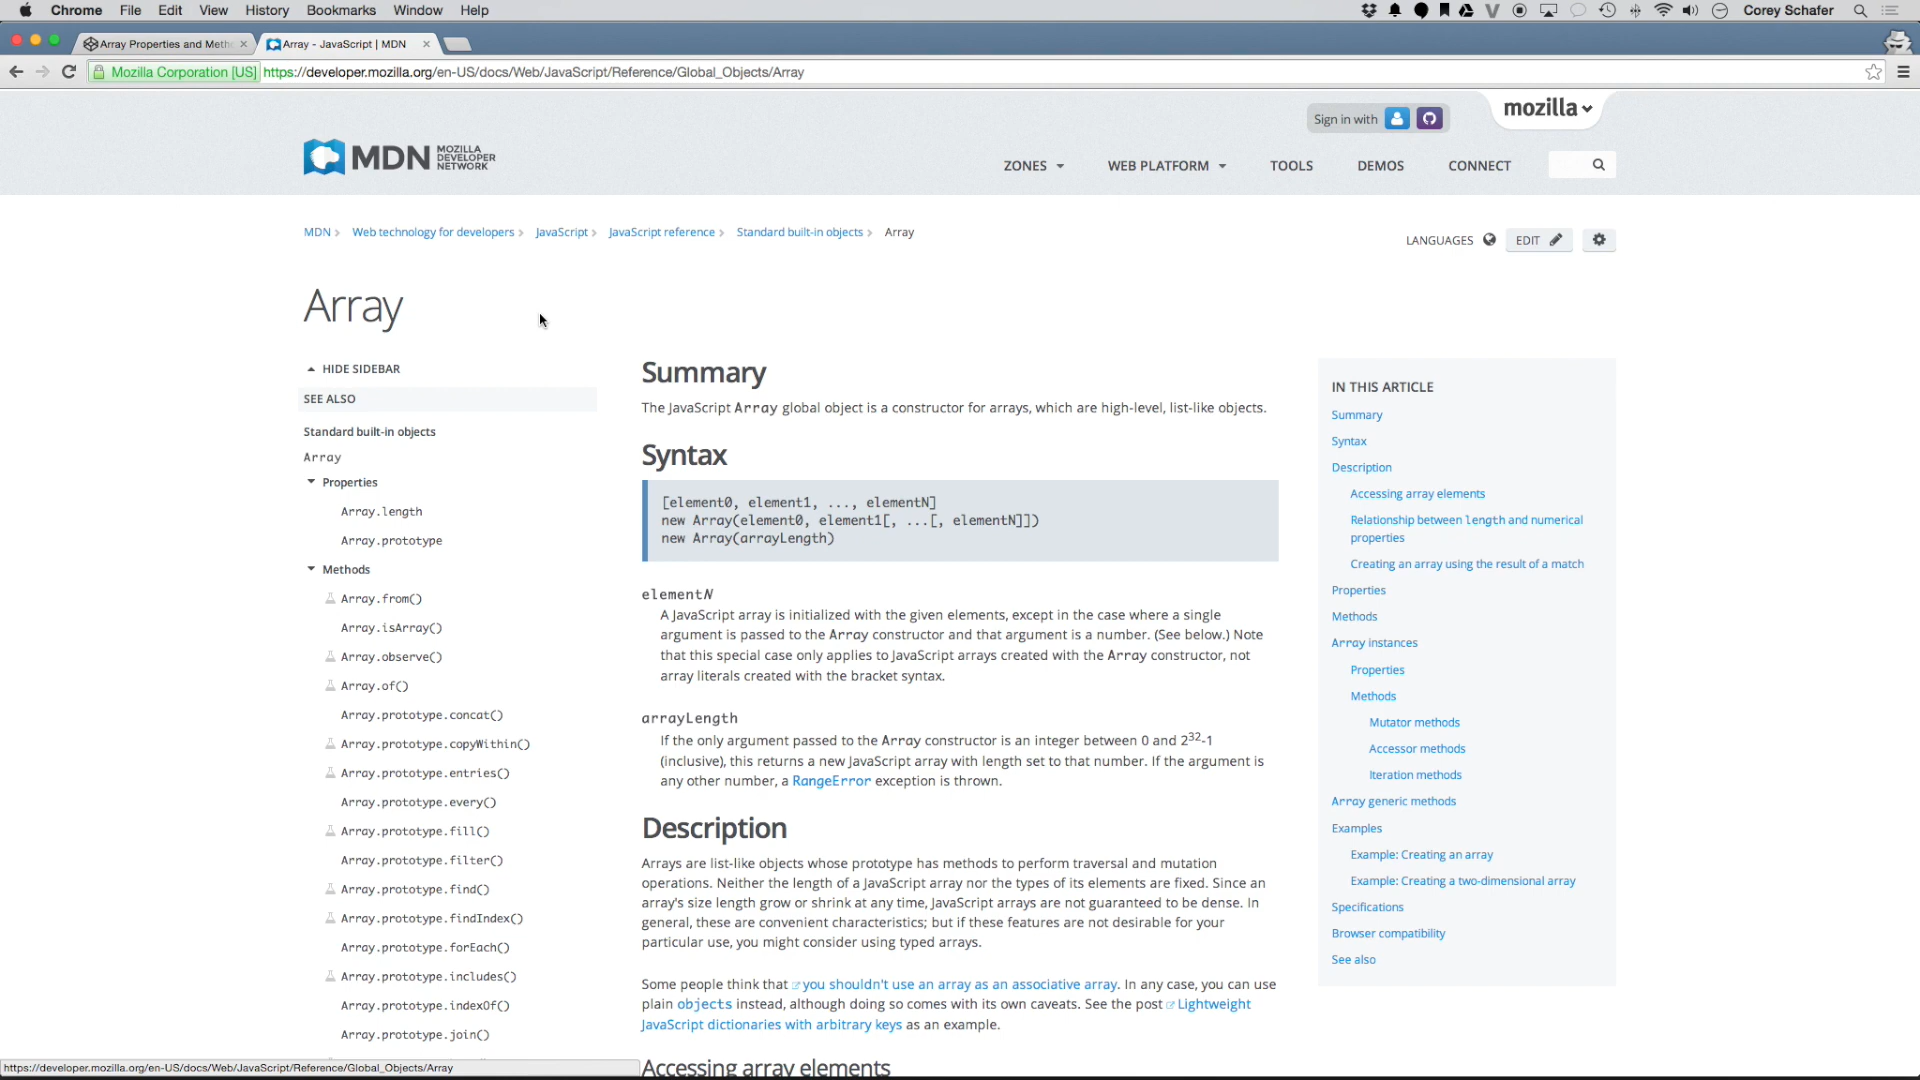 Chrome File Edit View History Bookmarks Window Help Corey Schafer
Array Properties and Meth Array - JavaScript | MDN
Mozilla Corporation [US] https://developer.mozilla.org/en-US/docs/Web/JavaScript/Reference/Global_Objects/Array
Sign in with mozilla
MDN MOZILLA DEVELOPER NETWORK
ZONES WEB PLATFORM TOOLS DEMOS CONNECT
MDN Web technology for developers JavaScript JavaScript reference Standard built-in objects Array
LANGUAGES EDIT
Array
HIDE SIDEBAR
SEE ALSO
Standard built-in objects
Array
Properties
Array.length
Array.prototype
Methods
Array.from()
Array.isArray()
Array.observe()
Array.of()
Array.prototype.concat()
Array.prototype.copyWithin()
Array.prototype.entries()
Array.prototype.every()
Array.prototype.fill()
Array.prototype.filter()
Array.prototype.find()
Array.prototype.findIndex()
Array.prototype.forEach()
Array.prototype.includes()
Array.prototype.indexOf()
Array.prototype.join()
Summary
The JavaScript Array global object is a constructor for arrays, which are high-level, list-like objects.
Syntax
[element0, element1, ..., elementN]
new Array(element0, element1[, ...[, elementN]])
new Array(arrayLength)
elementN
A JavaScript array is initialized with the given elements, except in the case where a single
argument is passed to the Array constructor and that argument is a number. (See below.) Note
that this special case only applies to JavaScript arrays created with the Array constructor, not
array literals created with the bracket syntax.
arrayLength
If the only argument passed to the Array constructor is an integer between 0 and 2³²-1
(inclusive), this returns a new JavaScript array with length set to that number. If the argument is
any other number, a RangeError exception is thrown.
Description
Arrays are list-like objects whose prototype has methods to perform traversal and mutation
operations. Neither the length of a JavaScript array nor the types of its elements are fixed. Since an
array's size length grow or shrink at any time, JavaScript arrays are not guaranteed to be dense. In
general, these are convenient characteristics; but if these features are not desirable for your
particular use, you might consider using typed arrays.
Some people think that you shouldn't use an array as an associative array. In any case, you can use
plain objects instead, although doing so comes with its own caveats. See the post Lightweight
JavaScript dictionaries with arbitrary keys as an example.
Accessing array elements
IN THIS ARTICLE
Summary
Syntax
Description
Accessing array elements
Relationship between length and numerical
properties
Creating an array using the result of a match
Properties
Methods
Array instances
Properties
Methods
Mutator methods
Accessor methods
Iteration methods
Array generic methods
Examples
Example: Creating an array
Example: Creating a two-dimensional array
Specifications
Browser compatibility
See also
https://developer.mozilla.org/en-US/docs/Web/JavaScript/Reference/Global_Objects/Array